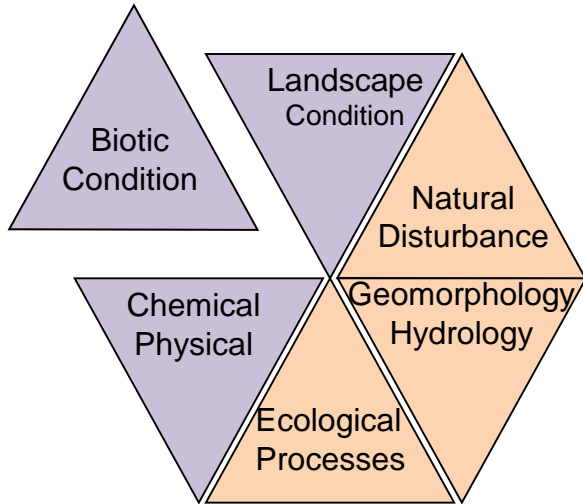 Landscape
Condition
Biotic
Condition
Natural
Disturbance
Geomorphology
Hydrology
Chemical
Physical
Ecological
Processes